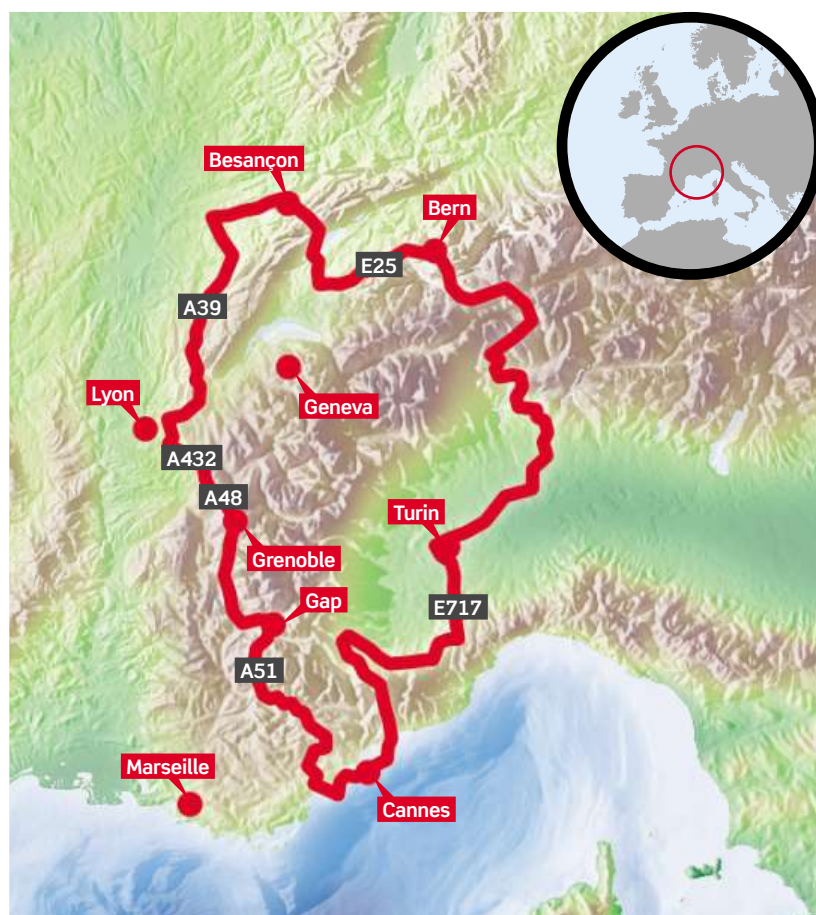 Besançon
Bern
E25
A39
Geneva
Lyon
A432
A48
Turin
Grenoble
Gap
E717
A51
Marseille
Cannes